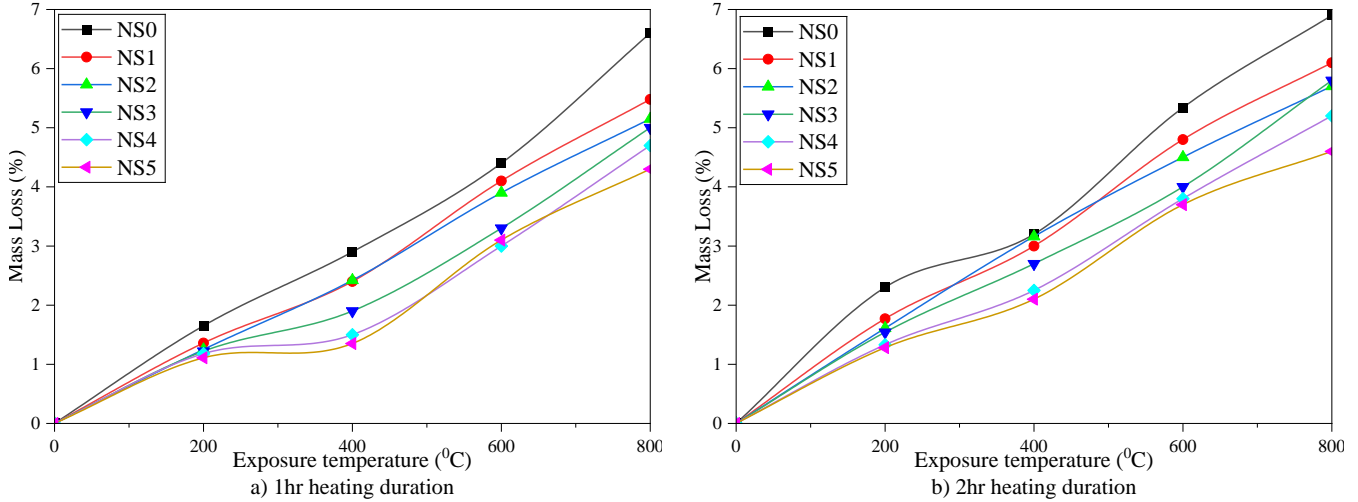 7
6
5
4
3
2
1
0
Mass Loss (%)
NS0
NS1
NS2
NS3
NS4
NS5
0 200 400 600 800
Exposure temperature (⁰C)
a) 1hr heating duration
7
6
5
4
3
2
1
0
Mass Loss (%)
NS0
NS1
NS2
NS3
NS4
NS5
0 200 400 600 800
Exposure temperature (⁰C)
b) 2hr heating duration